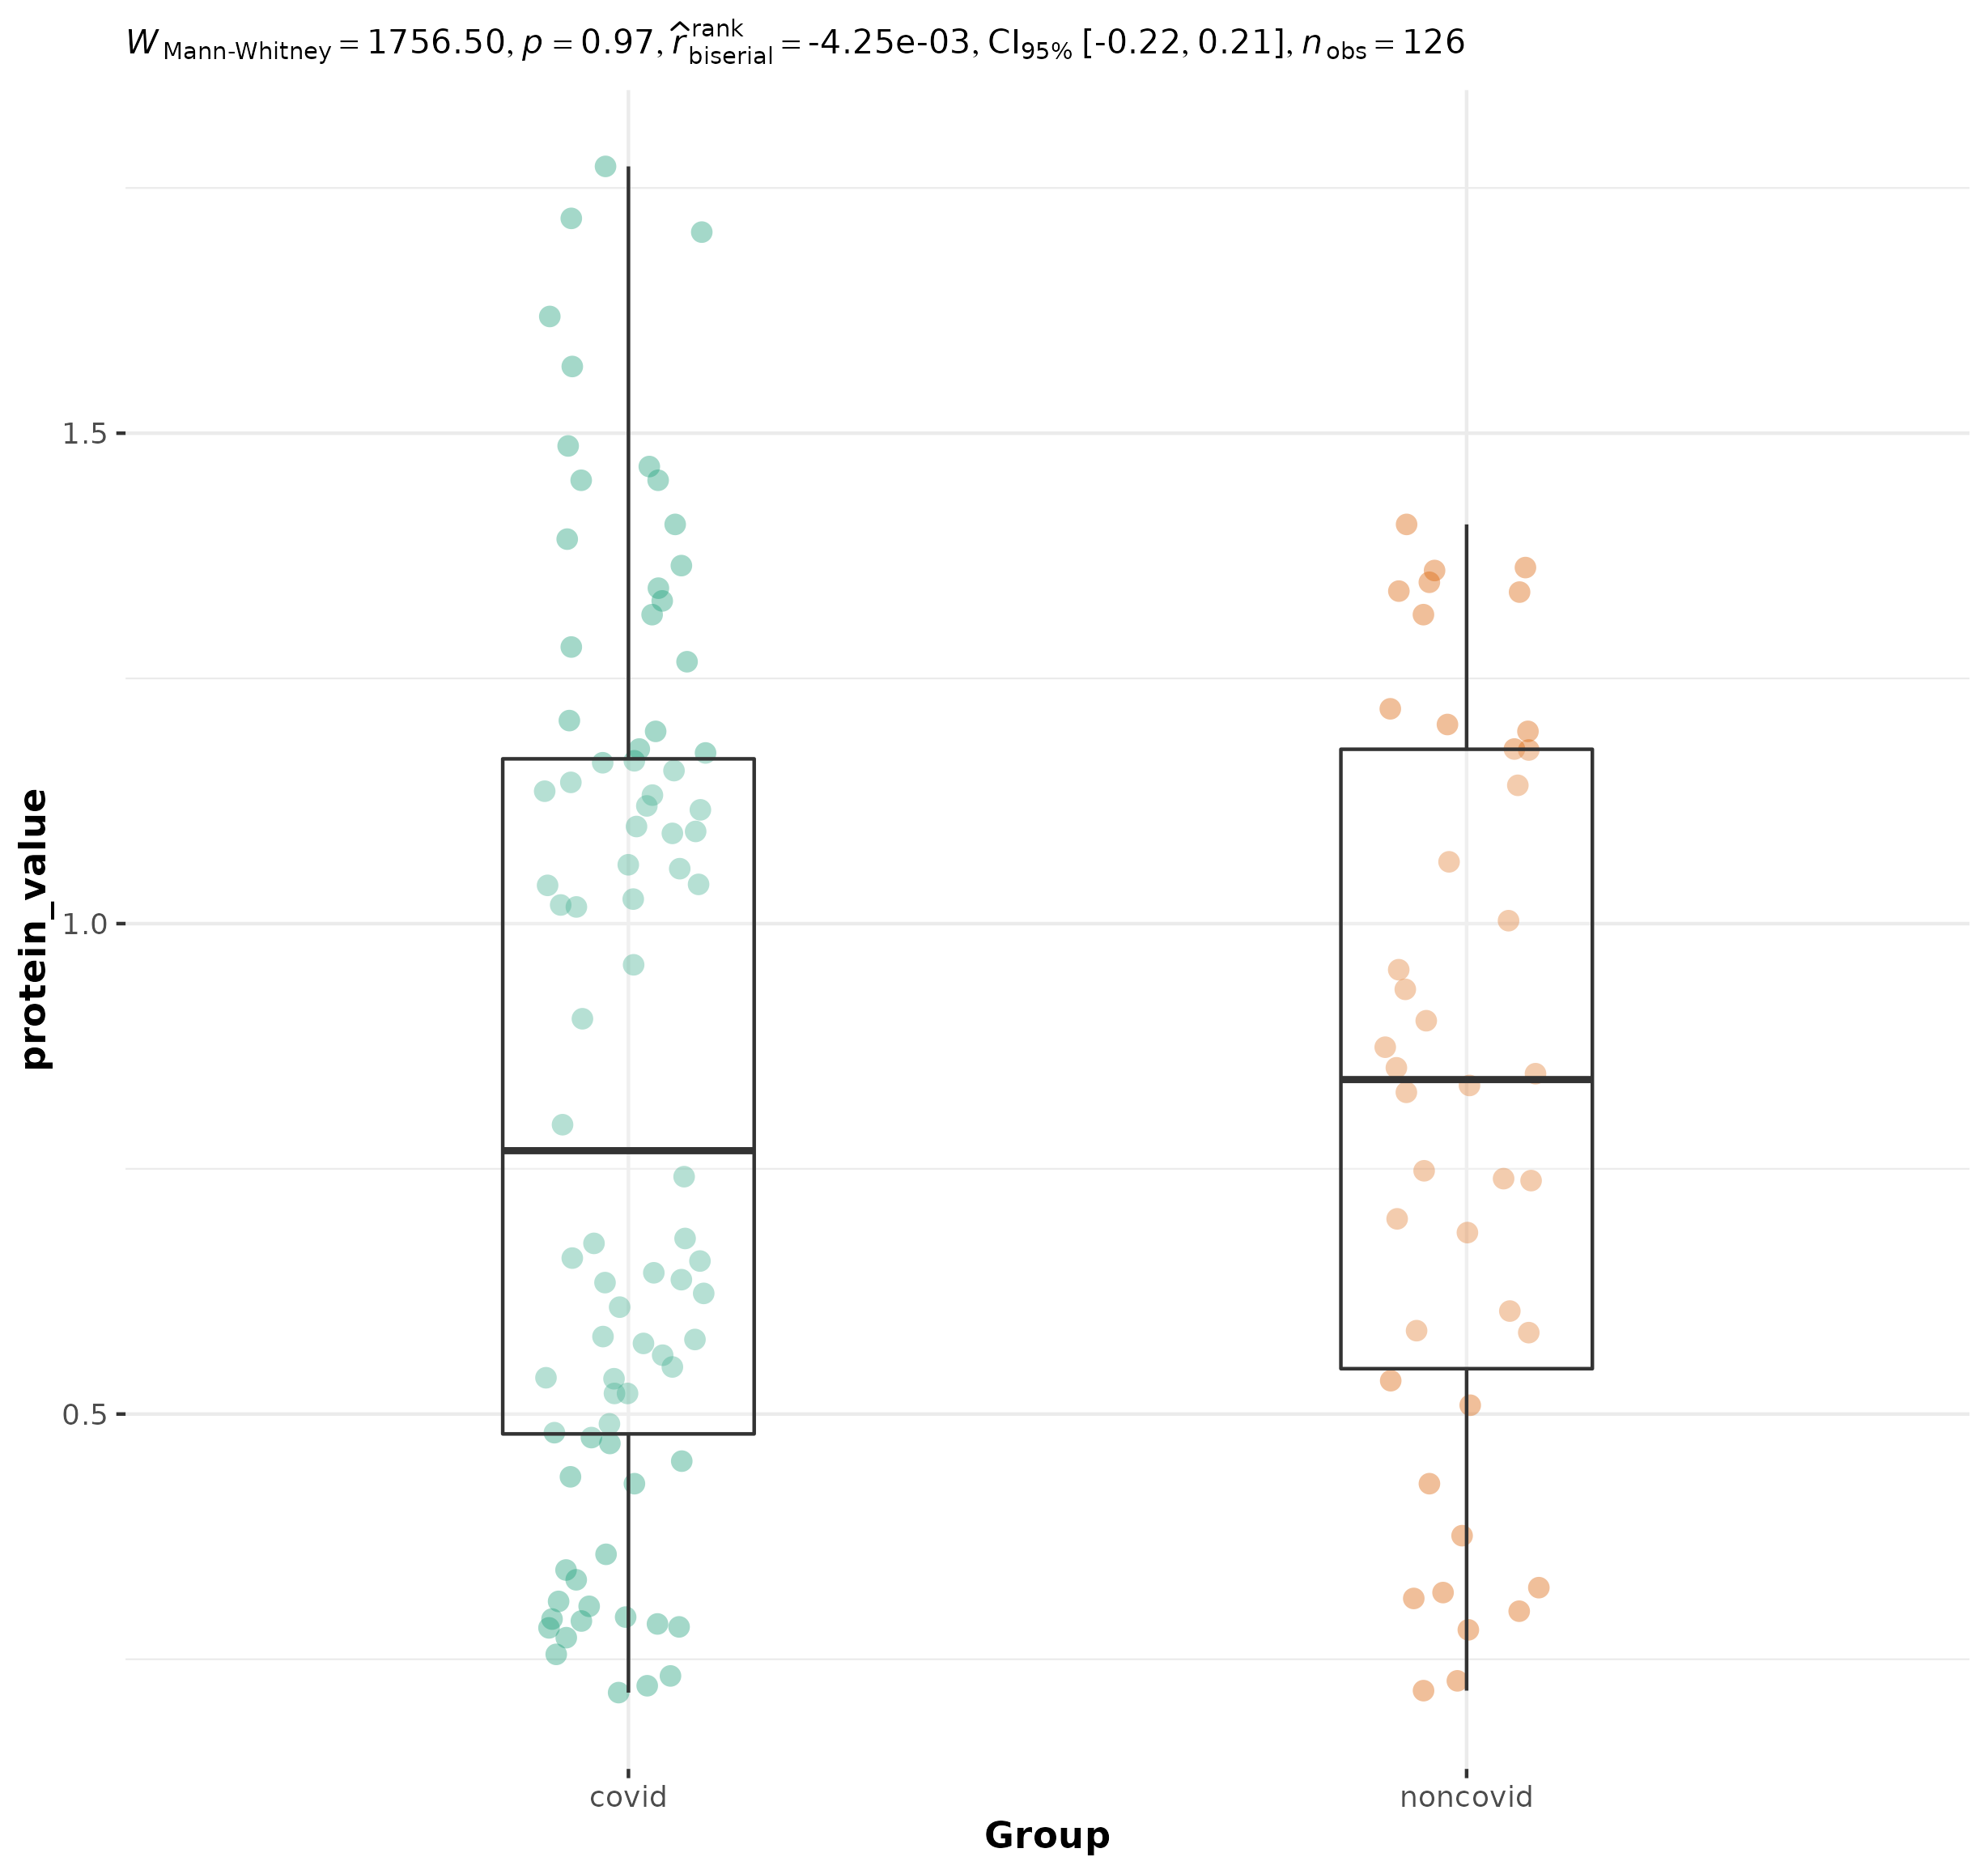 W Mann-Whitney = 1756.50, p = 0.97, r̂ rank biserial = -4.25e-03, CI95% [-0.22, 0.21], n obs = 126
1.5
1.0
0.5
protein_value
covid noncovid
Group